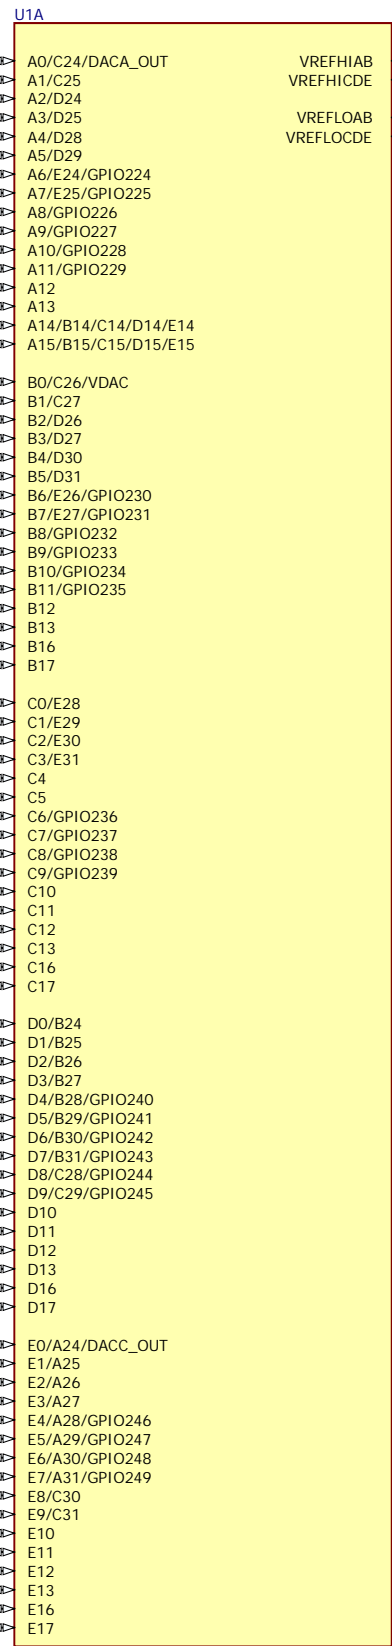 U1A
A0/C24/DACA_OUT VREFHIAB
A1/C25 VREFHICDE
A2/D24
A3/D25 VREFLOAB
A4/D28 VREFLOCDE
A5/D29
A6/E24/GPIO224
A7/E25/GPIO225
A8/GPIO226
A9/GPIO227
A10/GPIO228
A11/GPIO229
A12
A13
A14/B14/C14/D14/E14
A15/B15/C15/D15/E15
B0/C26/VDAC
B1/C27
B2/D26
B3/D27
B4/D30
B5/D31
B6/E26/GPIO230
B7/E27/GPIO231
B8/GPIO232
B9/GPIO233
B10/GPIO234
B11/GPIO235
B12
B13
B16
B17
C0/E28
C1/E29
C2/E30
C3/E31
C4
C5
C6/GPIO236
C7/GPIO237
C8/GPIO238
C9/GPIO239
C10
C11
C12
C13
C16
C17
D0/B24
D1/B25
D2/B26
D3/B27
D4/B28/GPIO240
D5/B29/GPIO241
D6/B30/GPIO242
D7/B31/GPIO243
D8/C28/GPIO244
D9/C29/GPIO245
D10
D11
D12
D13
D16
D17
E0/A24/DACC_OUT
E1/A25
E2/A26
E3/A27
E4/A28/GPIO246
E5/A29/GPIO247
E6/A30/GPIO248
E7/A31/GPIO249
E8/C30
E9/C31
E10
E11
E12
E13
E16
E17